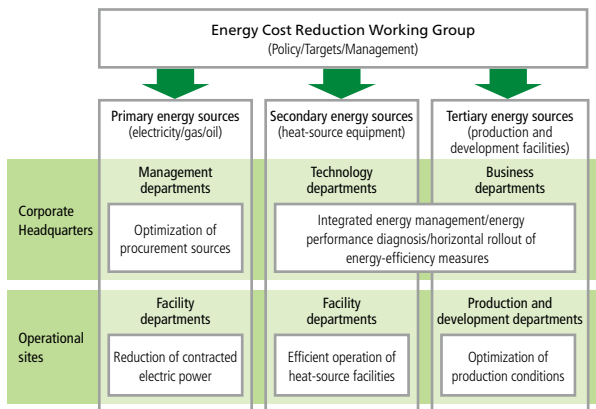 Energy Cost Reduction Working Group
(Policy/Targets/Management)
Primary energy sources
(electricity/gas/oil)
Secondary energy sources
(heat-source equipment)
Tertiary energy sources
(production and
development facilities)
Corporate
Headquarters
Management
departments
Optimization of
procurement sources
Technology
departments
Business
departments
Integrated energy management/energy
performance diagnosis/horizontal rollout of
energy-efficiency measures
Operational
sites
Facility
departments
Reduction of contracted
electric power
Facility
departments
Efficient operation of
heat-source facilities
Production and
development departments
Optimization of
production conditions